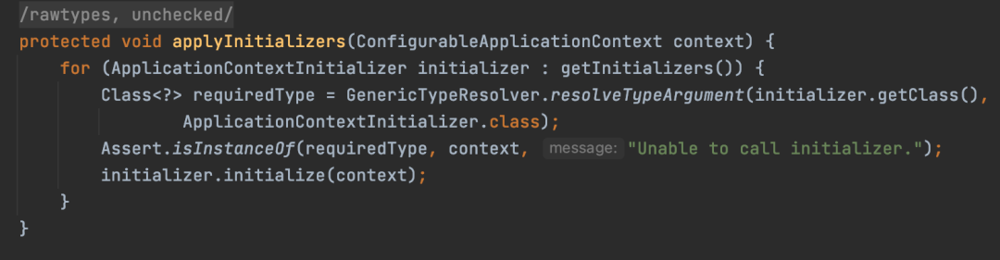 /rawtypes, unchecked/
protected void applyInitializers(ConfigurableApplicationContext context) {
    for (ApplicationContextInitializer initializer : getInitializers()) {
        Class<?> requiredType = GenericTypeResolver.resolveTypeArgument(initializer.getClass(),
                ApplicationContextInitializer.class);
        Assert.isInstanceOf(requiredType, context, message: "Unable to call initializer.");
        initializer.initialize(context);
    }
}